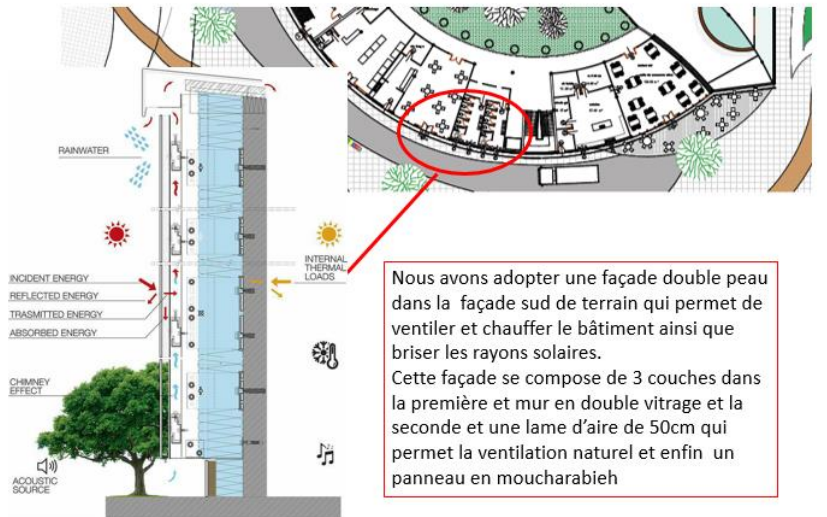 RAINWATER
INCIDENT ENERGY
REFLECTED ENERGY
TRASMITTED ENERGY
ABSORBED ENERGY
CHIMNEY
EFFECT
ACOUSTIC
SOURCE
INTERNAL
THERMAL
LOADS
Nous avons adopter une façade double peau
dans la façade sud de terrain qui permet de
ventiler et chauffer le bâtiment ainsi que
briser les rayons solaires.
Cette façade se compose de 3 couches dans
la première et mur en double vitrage et la
seconde et une lame d’aire de 50cm qui
permet la ventilation naturel et enfin un
panneau en moucharabieh